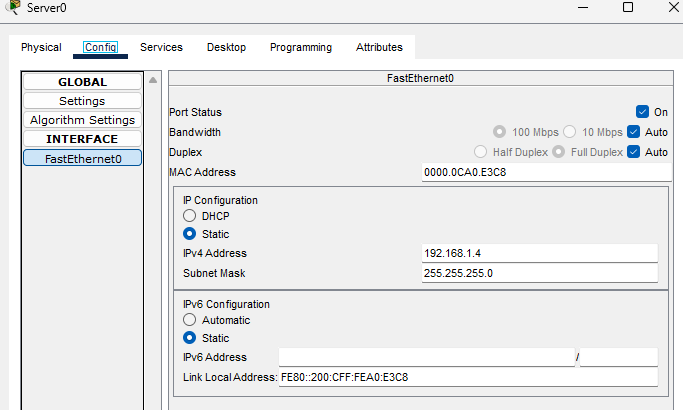 Server0
Physical Config Services Desktop Programming Attributes
GLOBAL
Settings
Algorithm Settings
INTERFACE
FastEthernet0
FastEthernet0
Port Status On
Bandwidth 100 Mbps 10 Mbps Auto
Duplex Half Duplex Full Duplex Auto
MAC Address 0000.0CA0.E3C8
IP Configuration
DHCP
Static
IPv4 Address 192.168.1.4
Subnet Mask 255.255.255.0
IPv6 Configuration
Automatic
Static
IPv6 Address /
Link Local Address: FE80::200:CFF:FEA0:E3C8